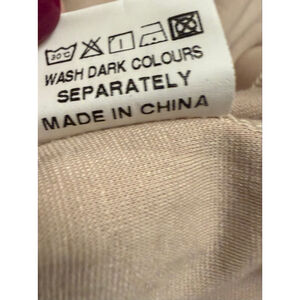 30°C
WASH DARK COLOURS
SEPARATELY
MADE IN CHINA